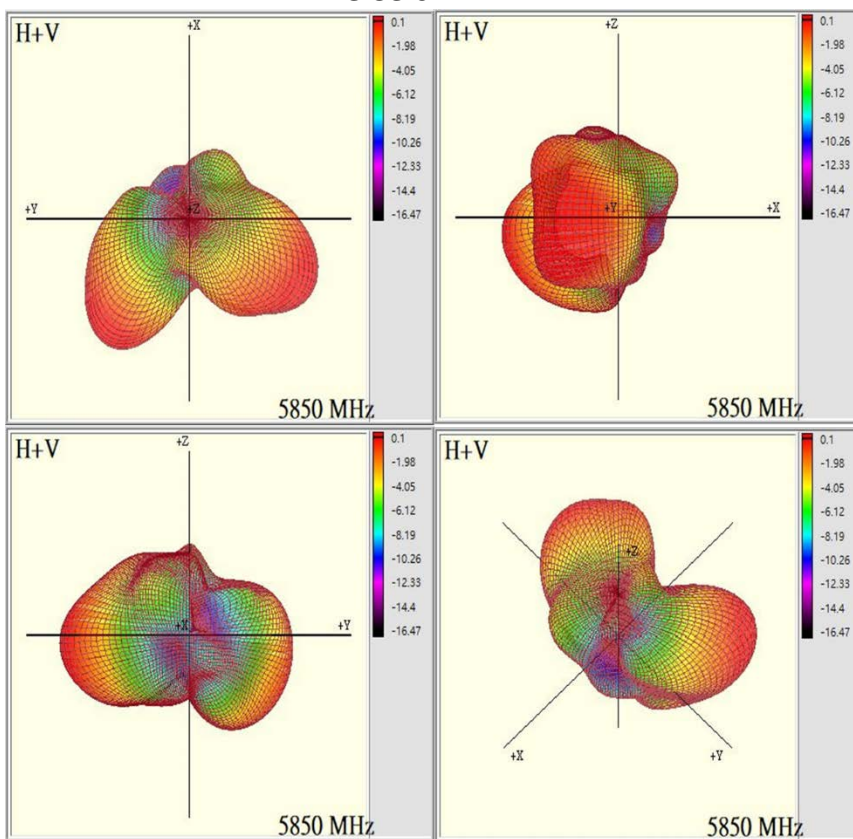 H+V
+X
+Y
+Z
0.1
-1.98
-4.05
-6.12
-8.19
-10.26
-12.33
-14.4
-16.47
5850 MHz
H+V
+Z
+Y
+X
0.1
-1.98
-4.05
-6.12
-8.19
-10.26
-12.33
-14.4
-16.47
5850 MHz
H+V
+Z
+X
+Y
0.1
-1.98
-4.05
-6.12
-8.19
-10.26
-12.33
-14.4
-16.47
5850 MHz
H+V
+Z
+X
+Y
0.1
-1.98
-4.05
-6.12
-8.19
-10.26
-12.33
-14.4
-16.47
5850 MHz